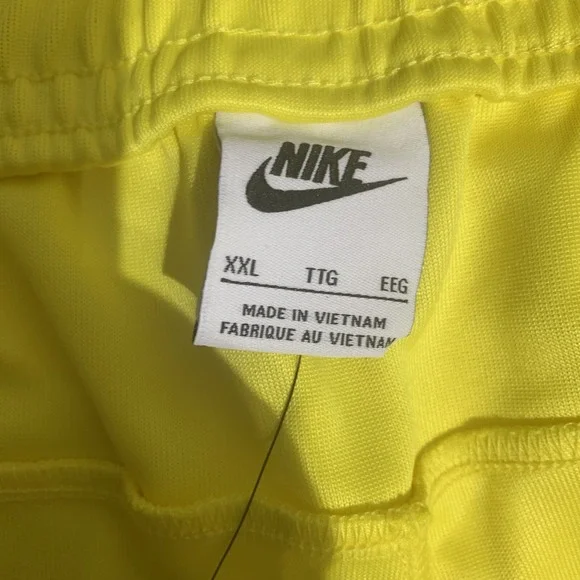 NIKE
XXL TTG EEG
MADE IN VIETNAM
FABRIQUE AU VIETNAM